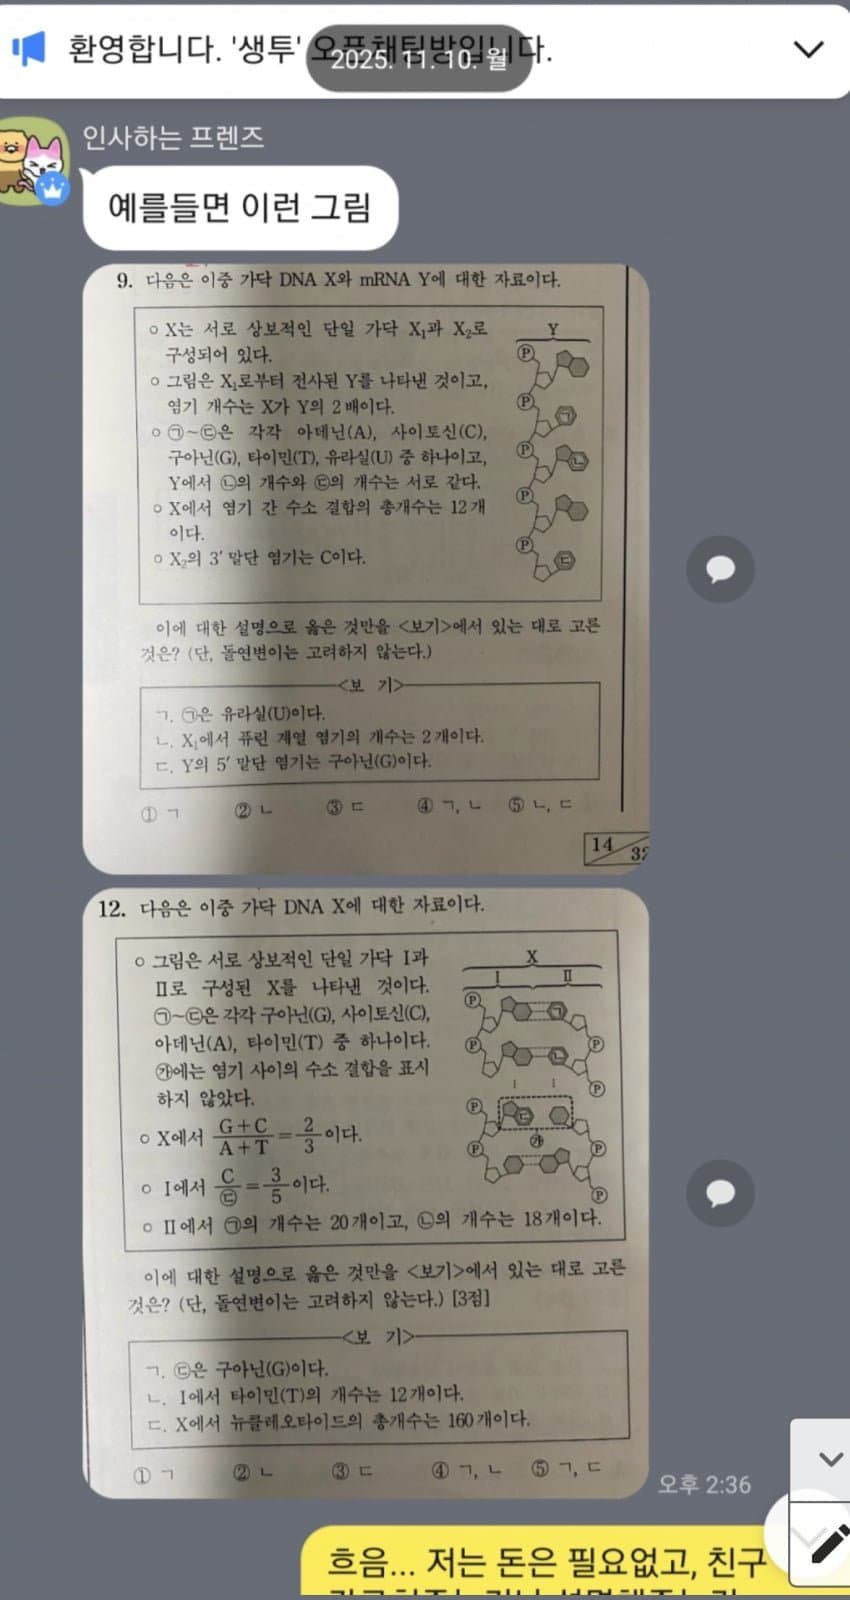 환영합니다. '생투' 오픈채팅방입니다.
2025. 11. 10. 월
인사하는 프렌즈
예를들면 이런 그림
9. 다음은 이중 가닥 DNA X와 mRNA Y에 대한 자료이다.
○ X는 서로 상보적인 단일 가닥 X₁과 X₂로
구성되어 있다.
○ 그림은 X₁로부터 전사된 Y를 나타낸 것이고,
염기 개수는 X가 Y의 2배이다.
○ ㉠~㉢은 각각 아데닌(A), 사이토신(C),
구아닌(G), 타이민(T), 유라실(U) 중 하나이고,
Y에서 ㉡의 개수와 ㉢의 개수는 서로 같다.
○ X에서 염기 간 수소 결합의 총개수는 12개
이다.
○ X₂의 3′ 말단 염기는 C이다.
Y
P
P
㉠
P
㉡
P
P
㉢
이에 대한 설명으로 옳은 것만을 <보기>에서 있는 대로 고른
것은? (단, 돌연변이는 고려하지 않는다.)
<보 기>
ㄱ. ㉠은 유라실(U)이다.
ㄴ. X₁에서 퓨린 계열 염기의 개수는 2개이다.
ㄷ. Y의 5′ 말단 염기는 구아닌(G)이다.
① ㄱ ② ㄴ ③ ㄷ ④ ㄱ, ㄴ ⑤ ㄴ, ㄷ
14 32
12. 다음은 이중 가닥 DNA X에 대한 자료이다.
○ 그림은 서로 상보적인 단일 가닥 Ⅰ과
Ⅱ로 구성된 X를 나타낸 것이다.
㉠~㉢은 각각 구아닌(G), 사이토신(C),
아데닌(A), 타이민(T) 중 하나이다.
㉮에는 염기 사이의 수소 결합을 표시
하지 않았다.
○ X에서 G+C/A+T = 2/3이다.
○ Ⅰ에서 C/㉢ = 3/5이다.
○ Ⅱ에서 ㉠의 개수는 20개이고, ㉡의 개수는 18개이다.
X
Ⅰ Ⅱ
P
㉠
P
㉡
P
P
P
㉢
㉮
P
P
P
이에 대한 설명으로 옳은 것만을 <보기>에서 있는 대로 고른
것은? (단, 돌연변이는 고려하지 않는다.) [3점]
<보 기>
ㄱ. ㉢은 구아닌(G)이다.
ㄴ. Ⅰ에서 타이민(T)의 개수는 12개이다.
ㄷ. X에서 뉴클레오타이드의 총개수는 160개이다.
① ㄱ ② ㄴ ③ ㄷ ④ ㄱ, ㄴ ⑤ ㄱ, ㄷ
오후 2:36
흐음... 저는 돈은 필요없고, 친구